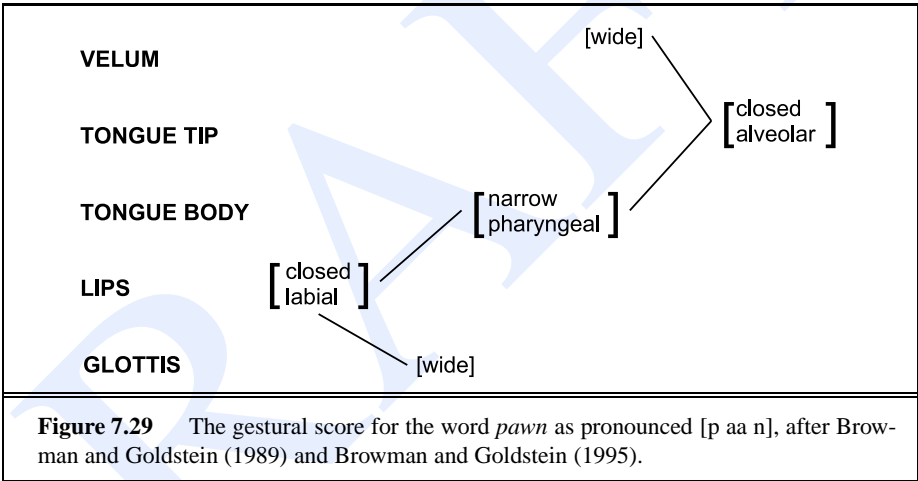 VELUM [wide]
TONGUE TIP [closed
alveolar]
TONGUE BODY [narrow
pharyngeal]
LIPS [closed
labial]
GLOTTIS [wide]
Figure 7.29 The gestural score for the word pawn as pronounced [p aa n], after Brow-
man and Goldstein (1989) and Browman and Goldstein (1995).